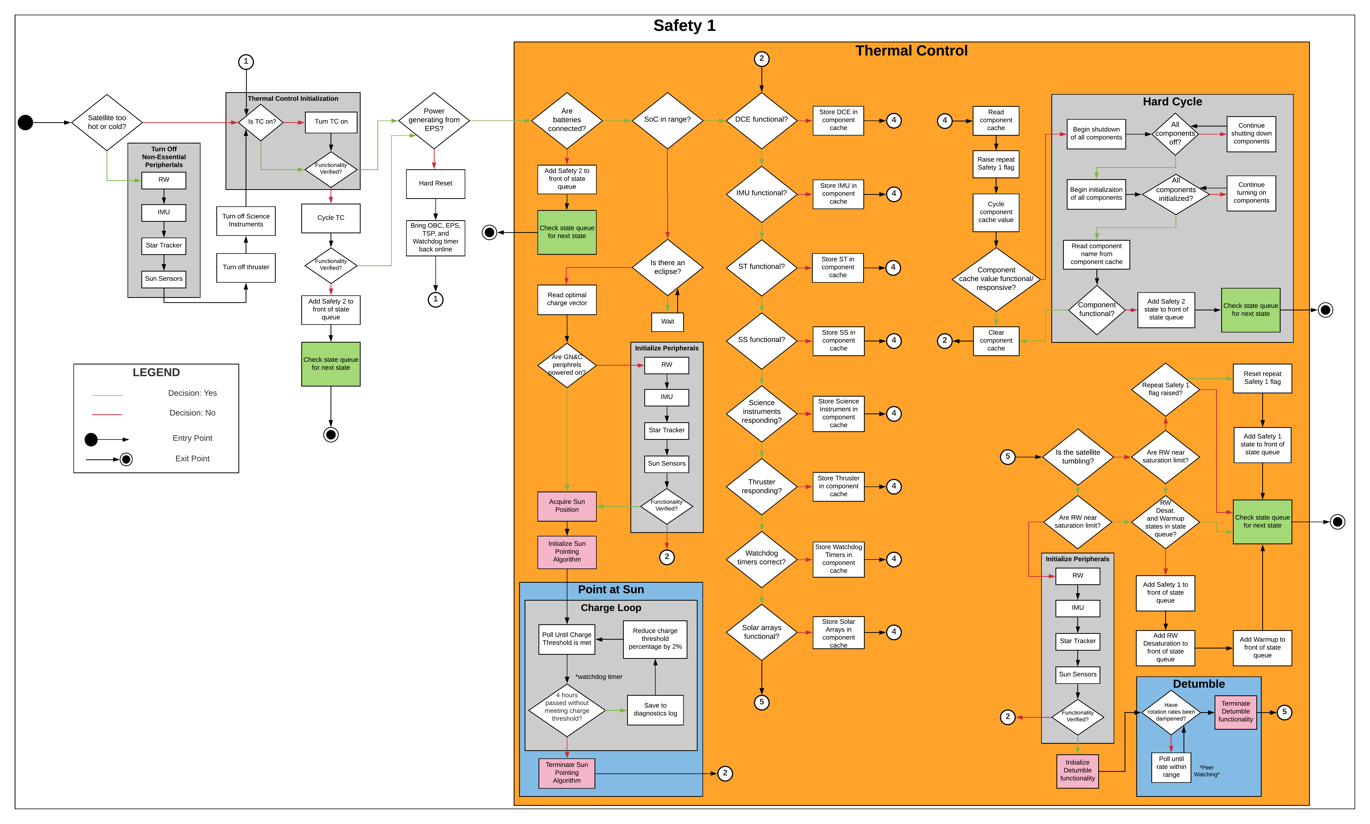 Safety 1
Satellite too
hot or cold?
Turn Off
Non-Essential
Peripherlals
RW
IMU
Star Tracker
Sun Sensors
1
Thermal Control Initialization
Is TC on?
Turn TC on
Functionality
Verified?
Turn off Science
Instruments
Turn off thruster
Cycle TC
Functionality
Verified?
Add Safety 2 to
front of state
queue
Check state queue
for next state
Power
generating from
EPS?
Hard Reset
Bring OBC, EPS,
TSP, and
Watchdog timer
back online
1
LEGEND
Decision: Yes
Decision: No
Entry Point
Exit Point
Thermal Control
Are
batteries
connected?
Add Safety 2 to
front of state
queue
Check state queue
for next state
SoC in range?
Is there an
eclipse?
Wait
Read optimal
charge vector
Are GN&C
periphrels
powered on?
Initialize Peripherals
RW
IMU
Star Tracker
Sun Sensors
Functionality
Verified?
2
Acquire Sun
Position
Initialize Sun
Pointing
Algorithm
Point at Sun
Charge Loop
Poll Until Charge
Threshold is met
Reduce charge
threshold
percentage by 2%
*watchdog timer
4 hours
passed without
meeting charge
threshold?
Save to
diagnostics log
Terminate Sun
Pointing
Algorithm
2
2
DCE functional?
Store DCE in
component
cache
4
IMU functional?
Store IMU in
component
cache
4
ST functional?
Store ST in
component
cache
4
SS functional?
Store SS in
component
cache
4
Science
instruments
responding?
Store Science
Instrument in
component
cache
4
Thruster
responding?
Store Thruster
in component
cache
4
Watchdog
timers correct?
Store Watchdog
Timers in
component
cache
4
Solar arrays
functional?
Store Solar
Arrays in
component
cache
4
5
4
Read
component
cache
Raise repeat
Safety 1 flag
Cycle
component
cache value
Component
cache value functional/
responsive?
Clear
component
cache
2
Hard Cycle
Begin shutdown
of all components
All
components
off?
Continue
shutting down
components
Begin initializaiton
of all components
All
components
initialized?
Continue
turning on
components
Read component
name from
component cache
Component
functional?
Add Safety 2
state to front of
state queue
Check state queue
for next state
Repeat Safety 1
flag raised?
Reset repeat
Safety 1 flag
Add Safety 1
state to front of
state queue
5
Is the satellite
tumbling?
Are RW near
saturation limit?
Are RW near
saturation limit?
RW
Desat.
and Warmup
states in state
queue?
Check state queue
for next state
Add Safety 1 to
front of state
queue
Add RW
Desaturation to
front of state
queue
Add Warmup to
front of state
queue
Initialize Peripherals
RW
IMU
Star Tracker
Sun Sensors
Functionality
Verified?
2
Initialize
Detumble
functionality
Detumble
Have
rotation rates been
dampened?
Terminate
Detumble
functionality
5
Poll until
rate within
range
*Peer
Watching*